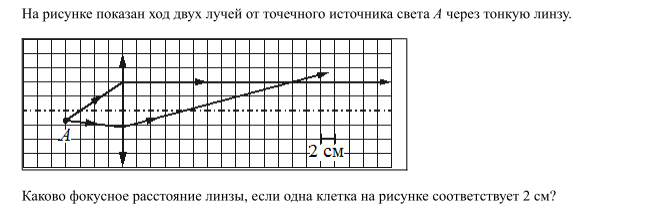 На рисунке показан ход двух лучей от точечного источника света A через тонкую линзу.
A
2 см
Каково фокусное расстояние линзы, если одна клетка на рисунке соответствует 2 см?